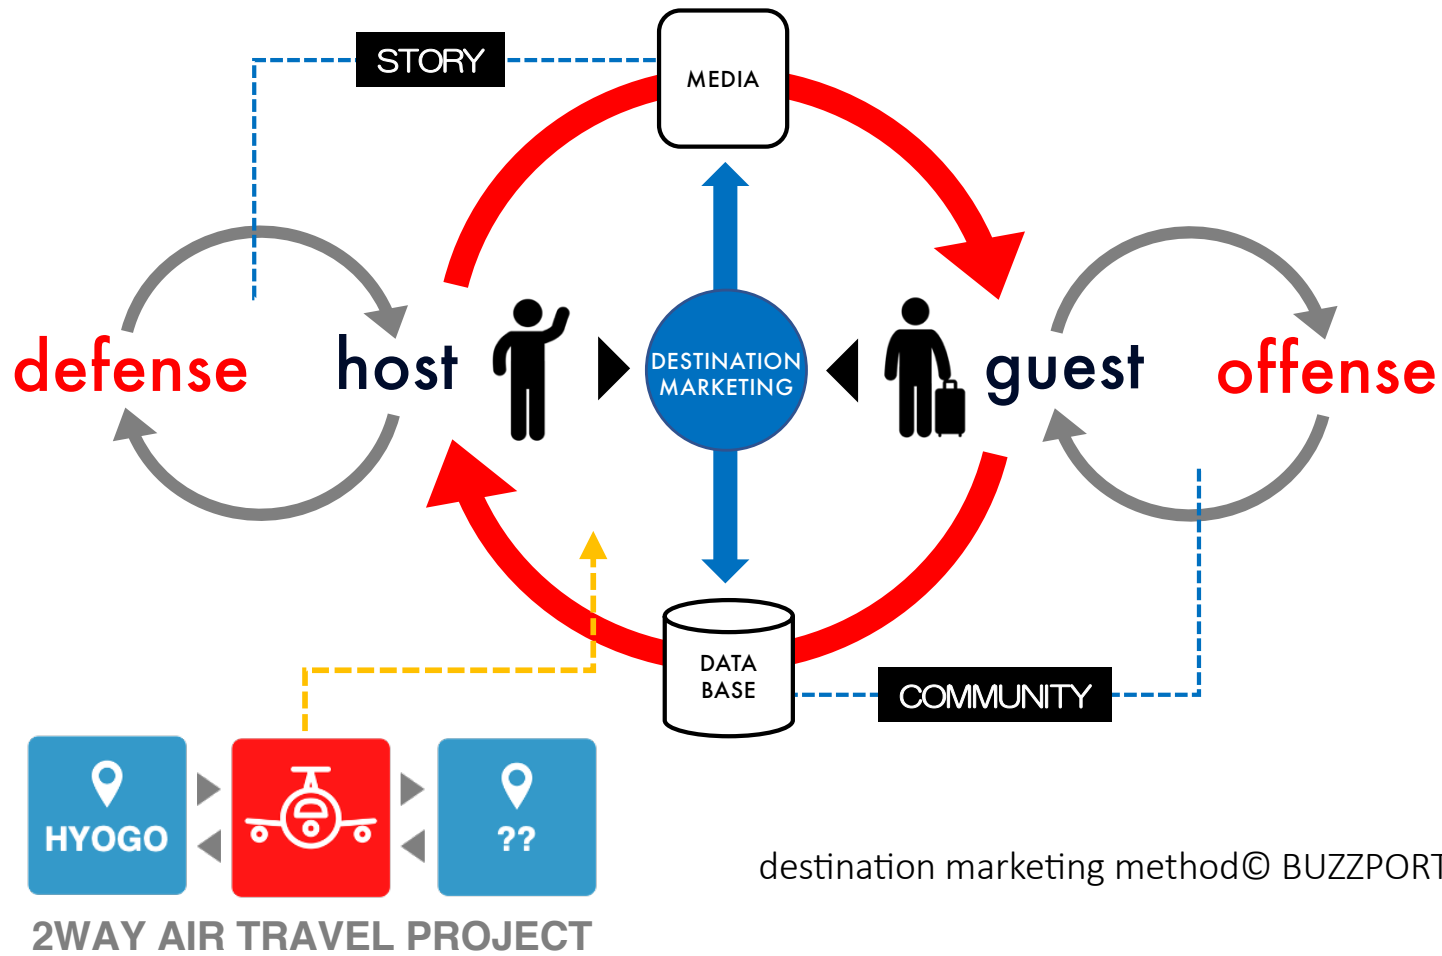 STORY
MEDIA
defense
host
DESTINATION
MARKETING
guest
offense
DATA
BASE
COMMUNITY
HYOGO
??
destination marketing method© BUZZPORT
2WAY AIR TRAVEL PROJECT